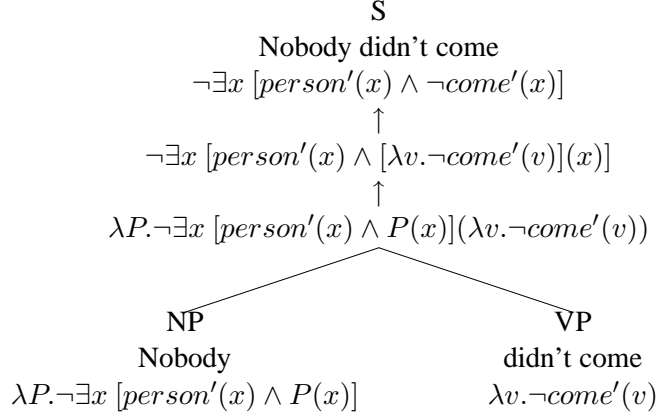 S
Nobody didn't come
¬∃x [person′(x) ∧ ¬come′(x)]
↑
¬∃x [person′(x) ∧ [λv.¬come′(v)](x)]
↑
λP.¬∃x [person′(x) ∧ P(x)](λv.¬come′(v))
NP VP
Nobody didn't come
λP.¬∃x [person′(x) ∧ P(x)] λv.¬come′(v)